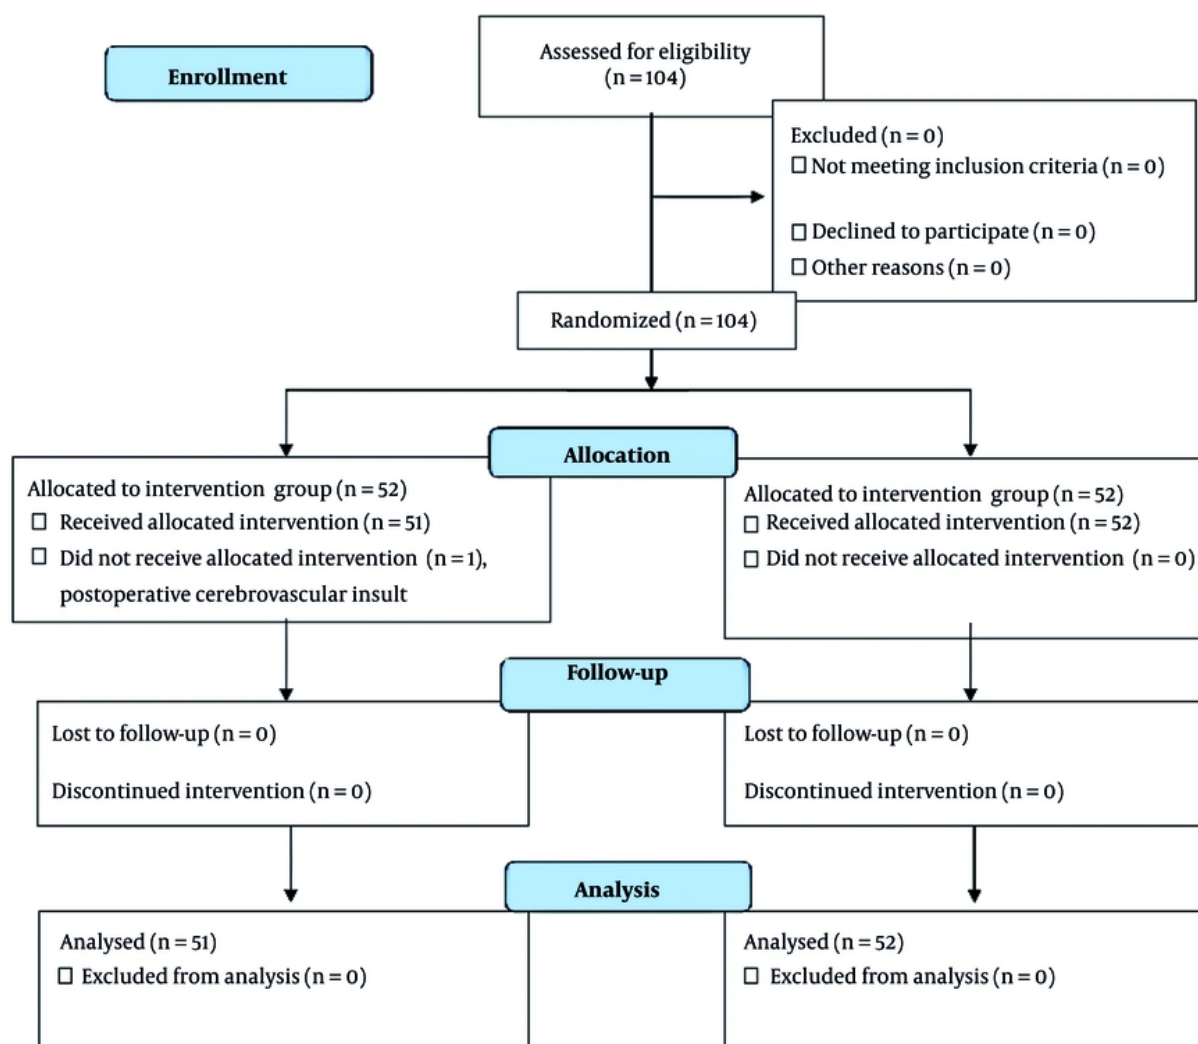 Enrollment
Assessed for eligibility
(n = 104)
Excluded (n = 0)
☐ Not meeting inclusion criteria (n = 0)
☐ Declined to participate (n = 0)
☐ Other reasons (n = 0)
Randomized (n = 104)
Allocation
Allocated to intervention group (n = 52)
☐ Received allocated intervention (n = 51)
☐ Did not receive allocated intervention (n = 1),
postoperative cerebrovascular insult
Allocated to intervention group (n = 52)
☐ Received allocated intervention (n = 52)
☐ Did not receive allocated intervention (n = 0)
Follow-up
Lost to follow-up (n = 0)
Discontinued intervention (n = 0)
Lost to follow-up (n = 0)
Discontinued intervention (n = 0)
Analysis
Analysed (n = 51)
☐ Excluded from analysis (n = 0)
Analysed (n = 52)
☐ Excluded from analysis (n = 0)